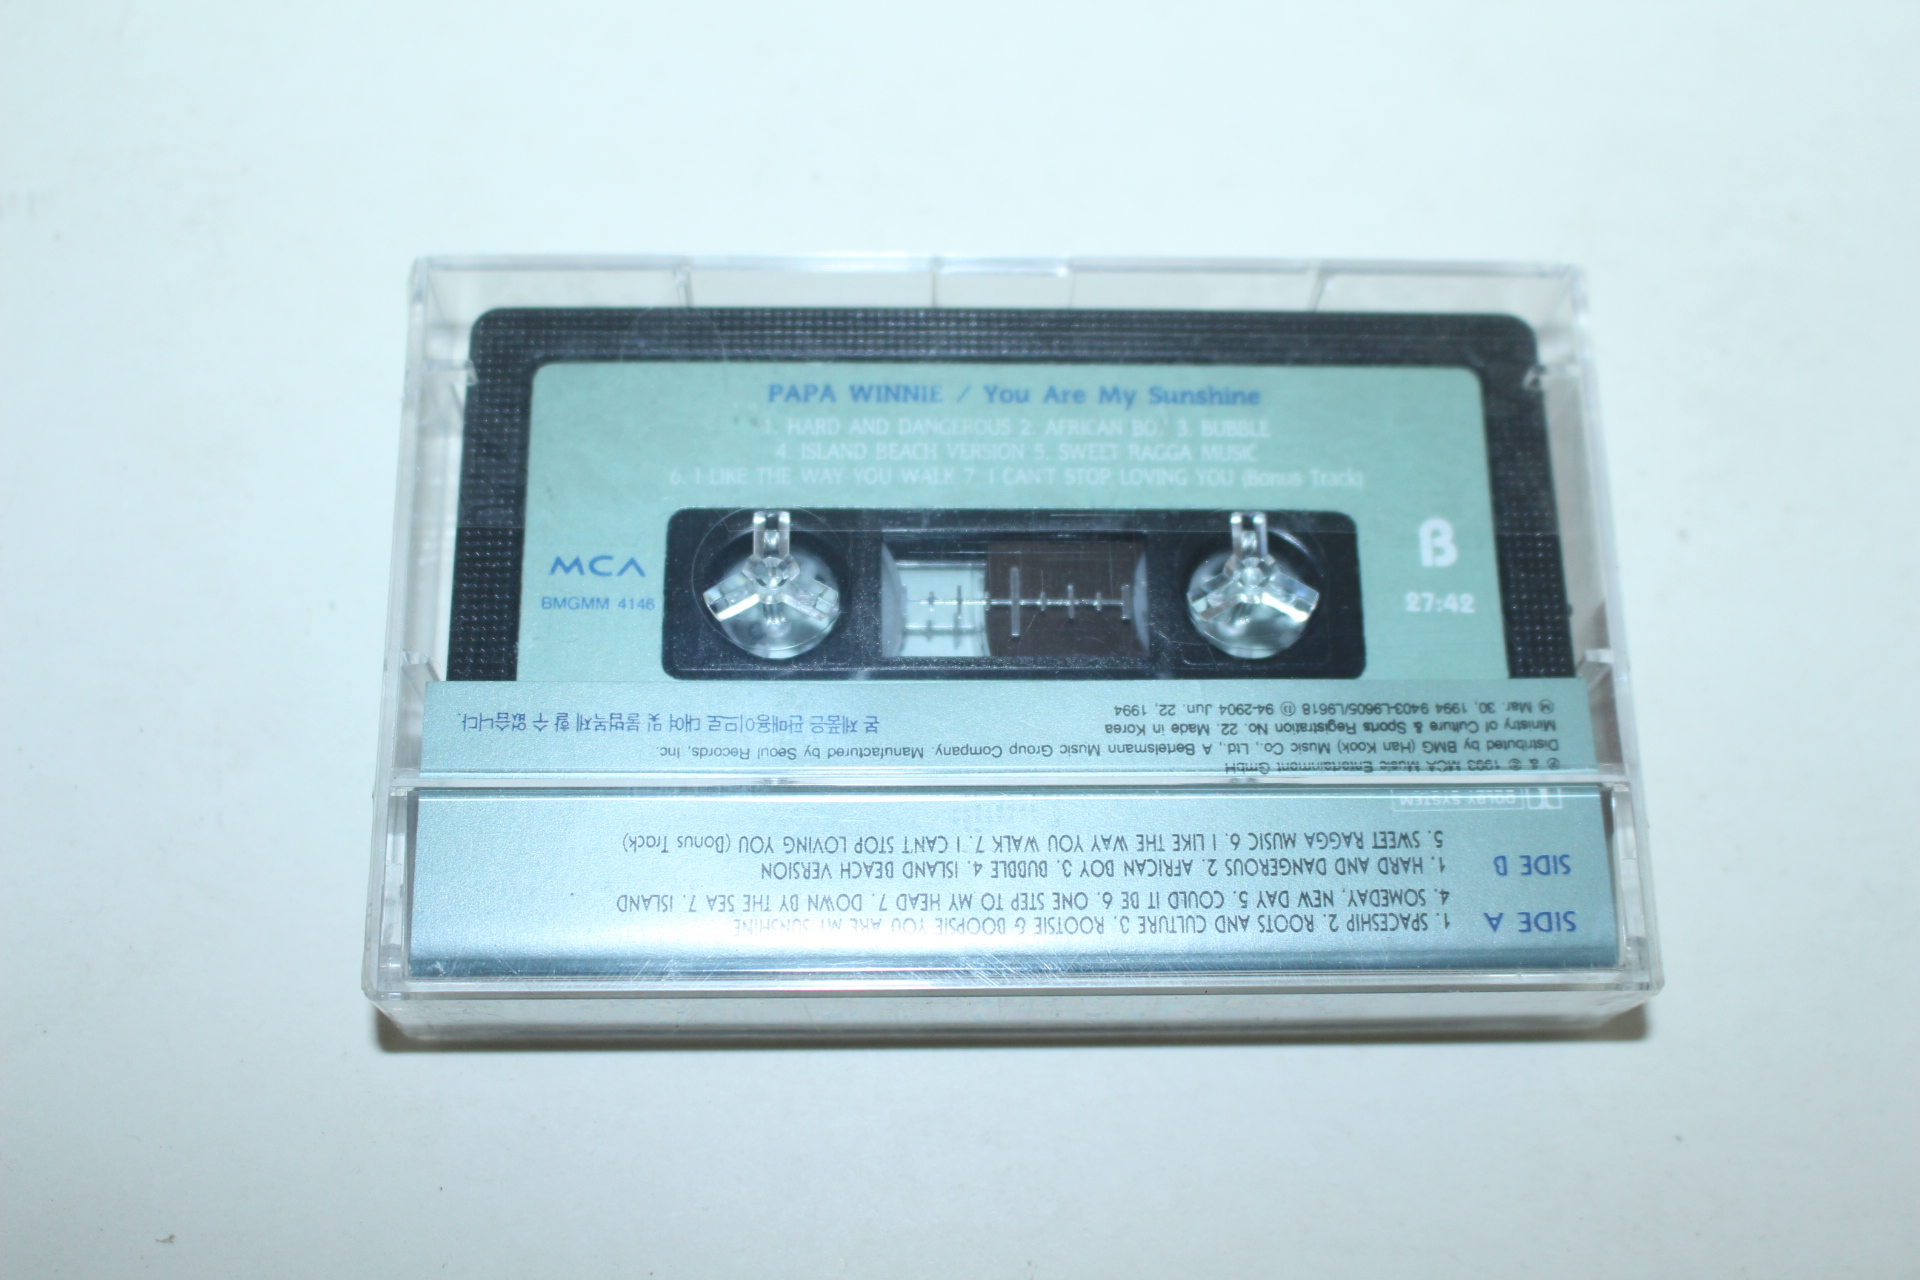 PAPA WINNIE / You Are My Sunshine
1. HARD AND DANGEROUS 2. AFRICAN BOY 3. BUBBLE
4. ISLAND BEACH VERSION 5. SWEET RAGGA MUSIC
6. I LIKE THE WAY YOU WALK 7. I CAN'T STOP LOVING YOU (Bonus Track)
MCA
BMGMM 4146
B
27:42
SIDE A
1. SPACESHIP 2. ROOTS AND CULTURE 3. ROOTSIE & BOOPSIE YOU ARE MY SUNSHINE
4. SOMEDAY, NEW DAY 5. COULD IT BE 6. ONE STEP TO MY HEAD 7. DOWN BY THE SEA 7. ISLAND
SIDE B
1. HARD AND DANGEROUS 2. AFRICAN BOY 3. BUBBLE 4. ISLAND BEACH VERSION
5. SWEET RAGGA MUSIC 6. I LIKE THE WAY YOU WALK 7. I CAN'T STOP LOVING YOU (Bonus Track)
DOLBY SYSTEM
℗ & © 1993 MCA Music Entertainment GmbH
Distributed by BMG (Han Kook) Music Co., Ltd., A Bertelsmann Music Group Company. Manufactured by Seoul Records, Inc.
Ministry of Culture & Sports Registration No. 22. Made in Korea
Ⓜ Mar. 30, 1994 9403-L9605/L9618 Ⓓ 94-2904 Jun. 22, 1994
본 제품은 판매용이므로 대여 및 불법복제 할 수 없습니다.